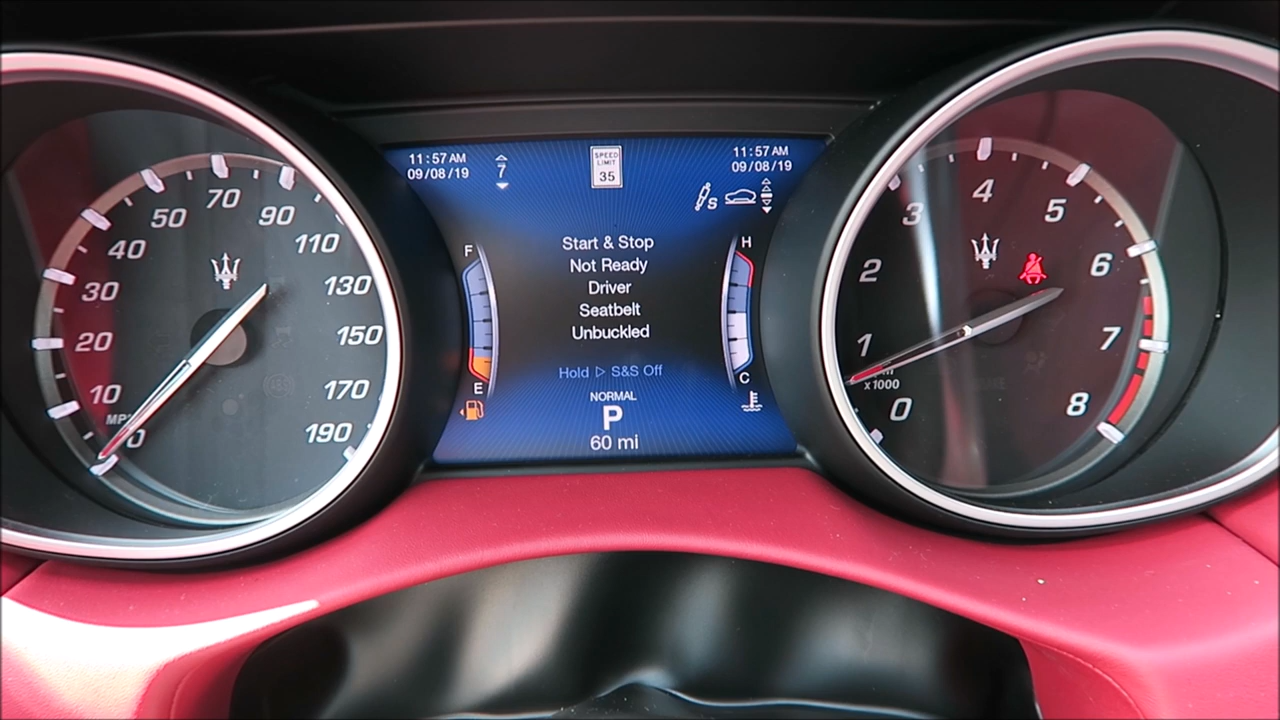 11:57 AM
09/08/19
7
SPEED
LIMIT
35
11:57 AM
09/08/19
S
Start & Stop
Not Ready
Driver
Seatbelt
Unbuckled
Hold ▷ S&S Off
NORMAL
P
60 mi
F
E
H
C
0
10
20
30
40
50
70
90
110
130
150
170
190
MPH
0
1
2
3
4
5
6
7
8
x1000